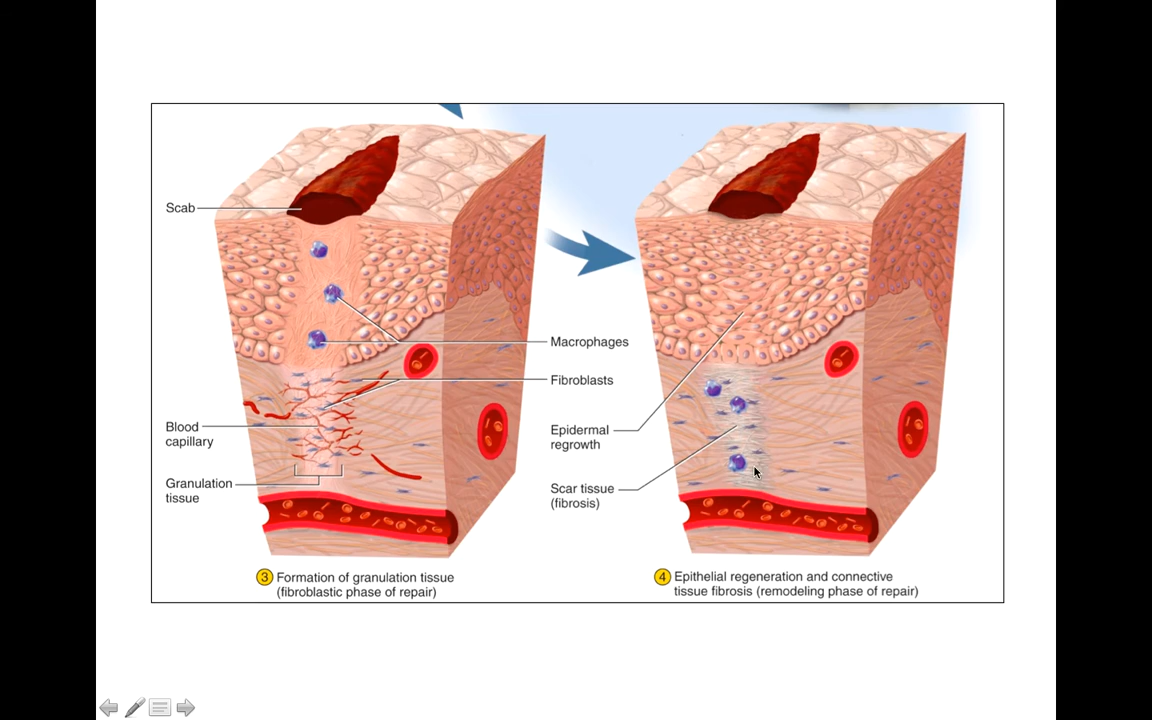 Scab
Macrophages
Fibroblasts
Blood
capillary
Epidermal
regrowth
Granulation
tissue
Scar tissue
(fibrosis)
3 Formation of granulation tissue
(fibroblastic phase of repair)
4 Epithelial regeneration and connective
tissue fibrosis (remodeling phase of repair)